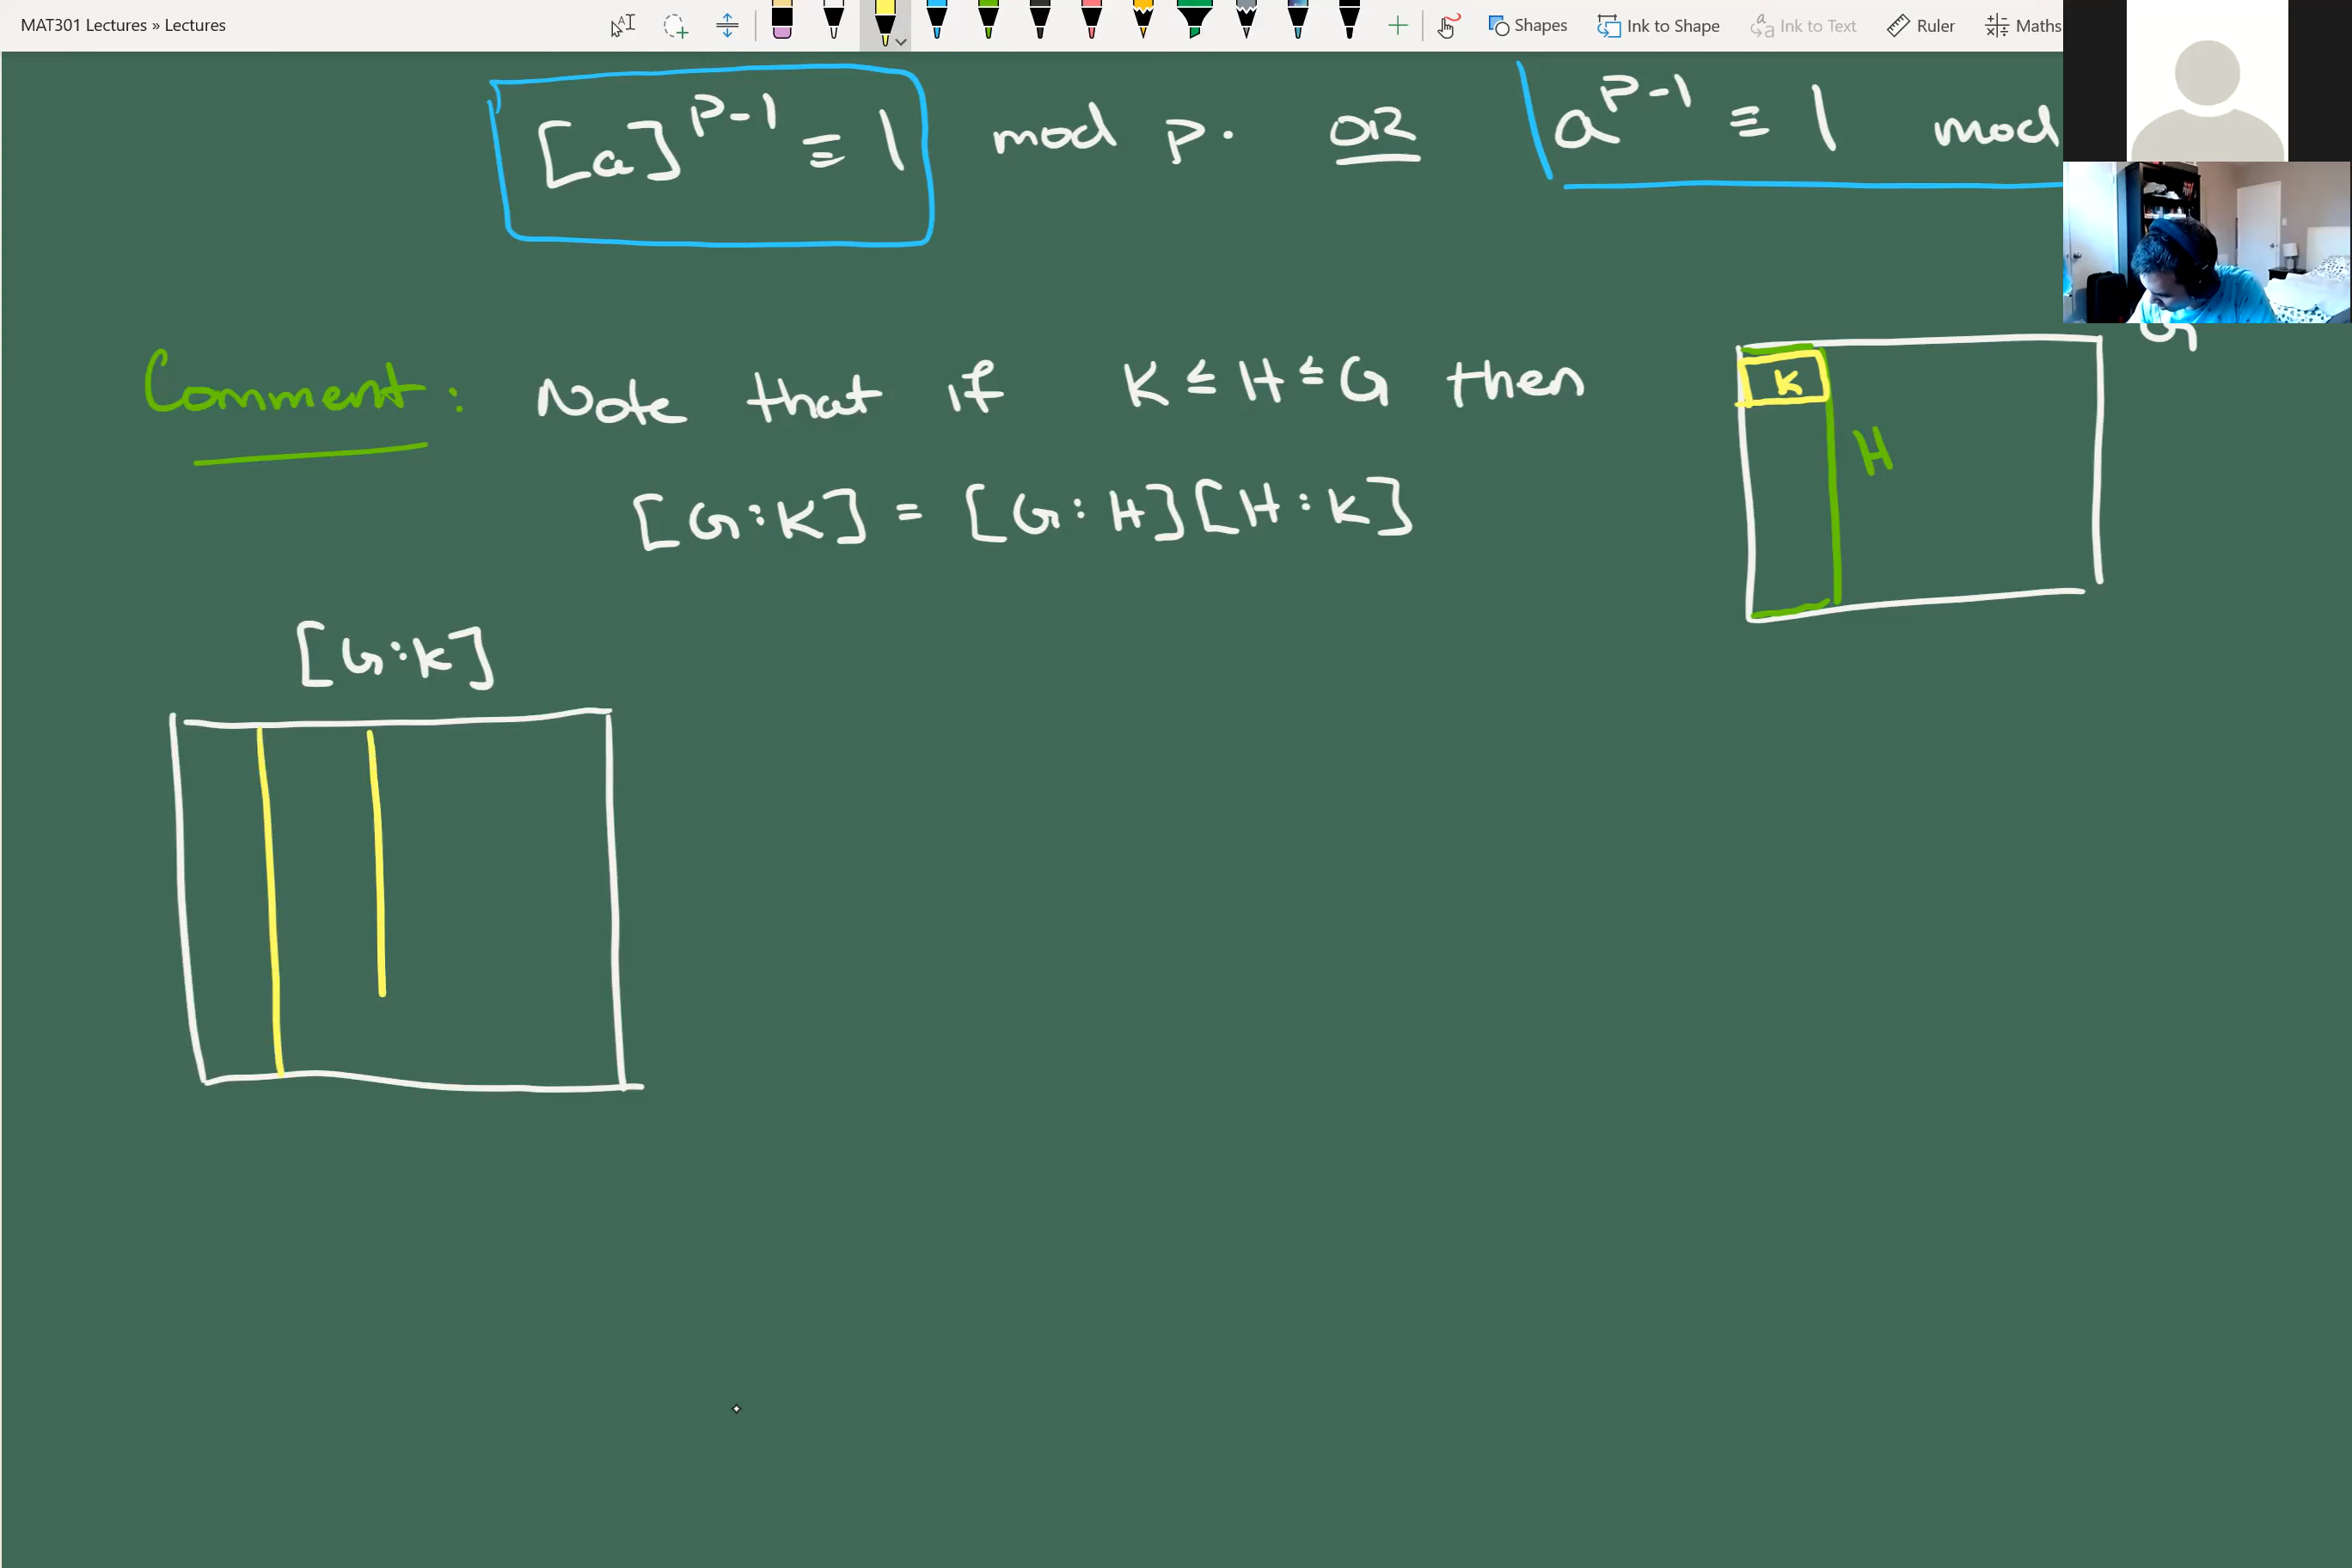 MAT301 Lectures » Lectures Shapes Ink to Shape Ink to Text Ruler Maths
[a]^{p-1} ≡ 1 mod p. OR a^{p-1} ≡ 1 mod
G
Comment: Note that if K ≤ H ≤ G then
K
H
[G:K] = [G:H][H:K]
[G:K]